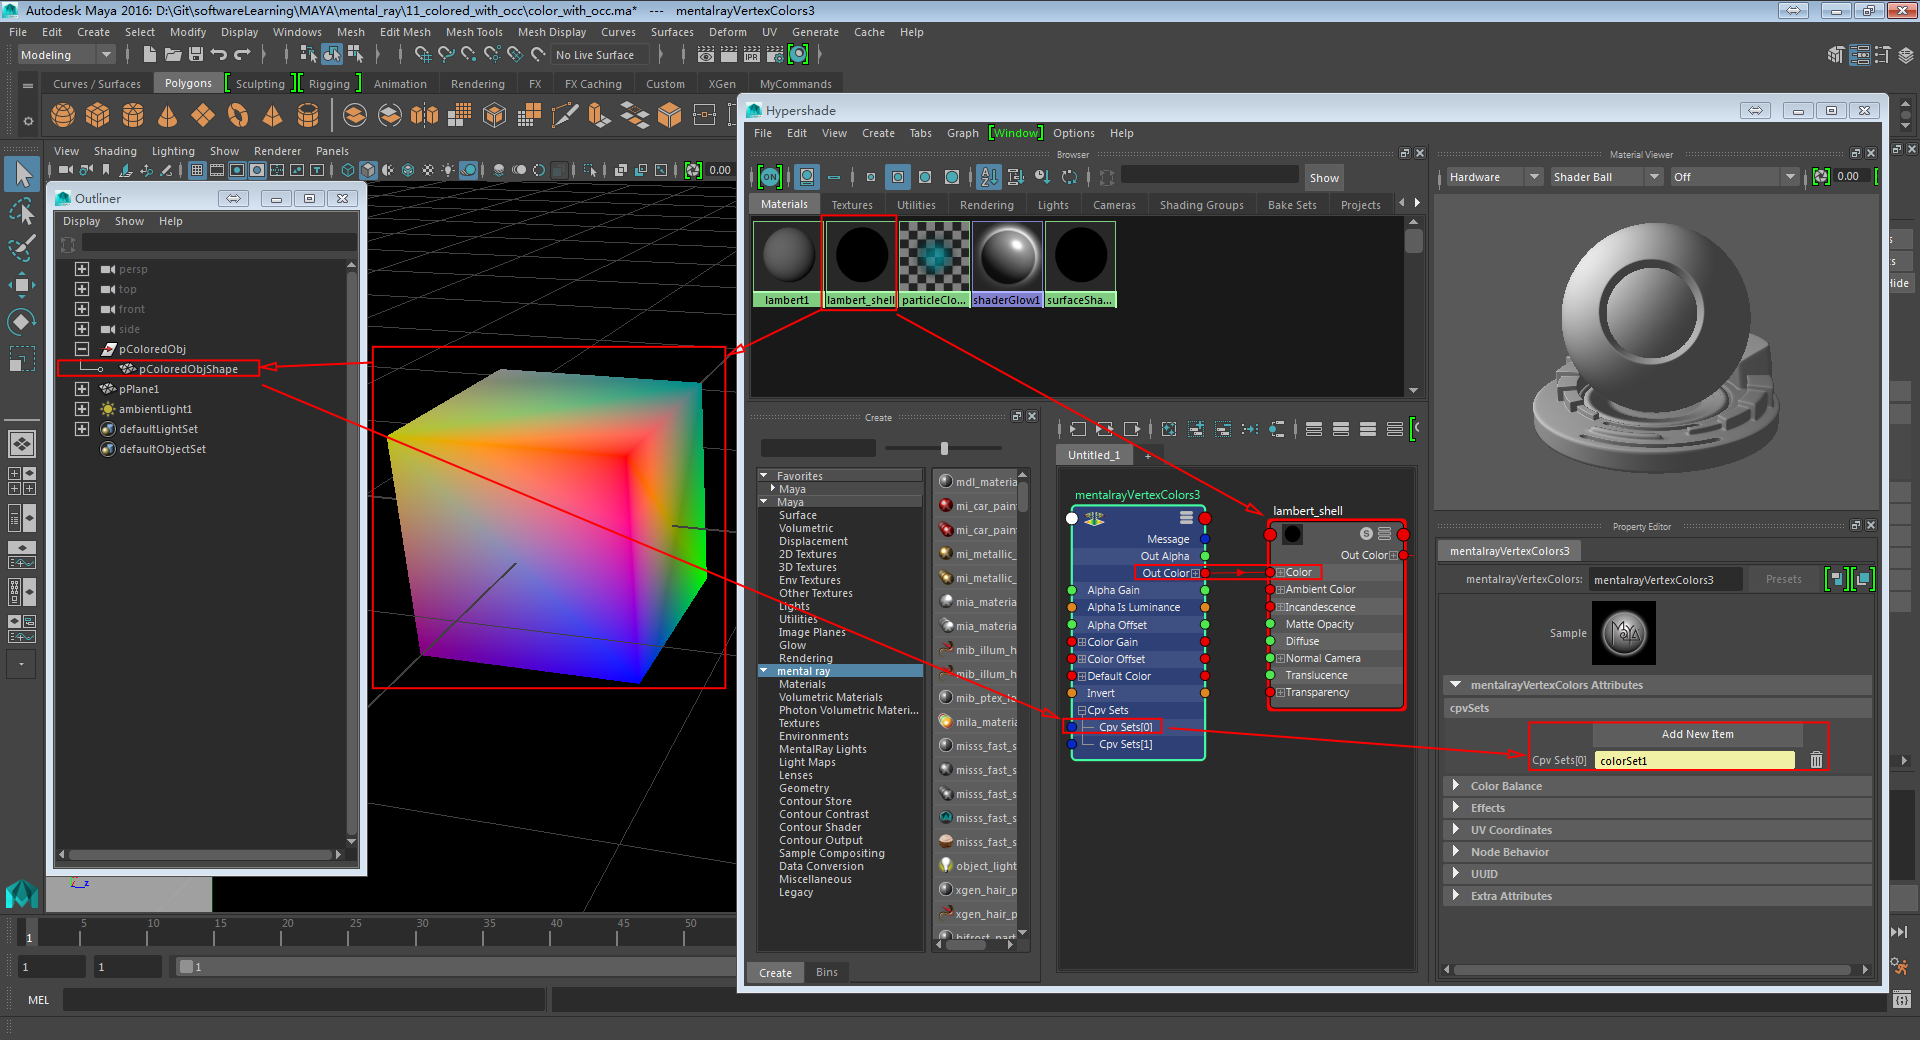 Autodesk Maya 2016: D:\Git\softwareLearning\MAYA\mental_ray\11_colored_with_occ\color_with_occ.ma* --- mentalrayVertexColors3
File Edit Create Select Modify Display Windows Mesh Edit Mesh Mesh Tools Mesh Display Curves Surfaces Deform UV Generate Cache Help
Modeling
No Live Surface
Curves / Surfaces Polygons Sculpting Rigging Animation Rendering FX FX Caching Custom XGen MyCommands
View Shading Lighting Show Renderer Panels
0.00
Outliner
Display Show Help
persp
top
front
side
pColoredObj
pColoredObjShape
pPlane1
ambientLight1
defaultLightSet
defaultObjectSet
Hypershade
File Edit View Create Tabs Graph [Window] Options Help
Browser
ON
Show
Materials Textures Utilities Rendering Lights Cameras Shading Groups Bake Sets Projects
lambert1 lambert_shell particleClo... shaderGlow1 surfaceSha...
Material Viewer
Hardware Shader Ball Off 0.00
Create
Favorites
Maya
Maya
Surface
Volumetric
Displacement
2D Textures
3D Textures
Env Textures
Other Textures
Lights
Utilities
Image Planes
Glow
Rendering
mental ray
Materials
Volumetric Materials
Photon Volumetric Materi...
Textures
Environments
MentalRay Lights
Light Maps
Lenses
Geometry
Contour Store
Contour Contrast
Contour Shader
Contour Output
Sample Compositing
Data Conversion
Miscellaneous
Legacy
mdl_materia
mi_car_paint
mi_car_paint
mi_metallic_
mi_metallic_
mia_materia
mia_materia
mib_illum_h
mib_illum_h
mib_ptex_lo
mila_materia
misss_fast_s
misss_fast_s
misss_fast_s
misss_fast_s
misss_fast_s
object_light
xgen_hair_p
xgen_hair_p
bifrost_part
Create Bins
Untitled_1 +
mentalrayVertexColors3
Message
Out Alpha
Out Color
Alpha Gain
Alpha Is Luminance
Alpha Offset
Color Gain
Color Offset
Default Color
Invert
Cpv Sets
Cpv Sets[0]
Cpv Sets[1]
lambert_shell
S
Out Color
Color
Ambient Color
Incandescence
Matte Opacity
Diffuse
Normal Camera
Translucence
Transparency
Property Editor
mentalrayVertexColors3
mentalrayVertexColors: mentalrayVertexColors3 Presets
Sample
MAYA
mentalrayVertexColors Attributes
cpvSets
Add New Item
Cpv Sets[0] colorSet1
Color Balance
Effects
UV Coordinates
Node Behavior
UUID
Extra Attributes
Hide
z
1 5 10 15 20 25 30 35 40 45 50
1 1 1
MEL